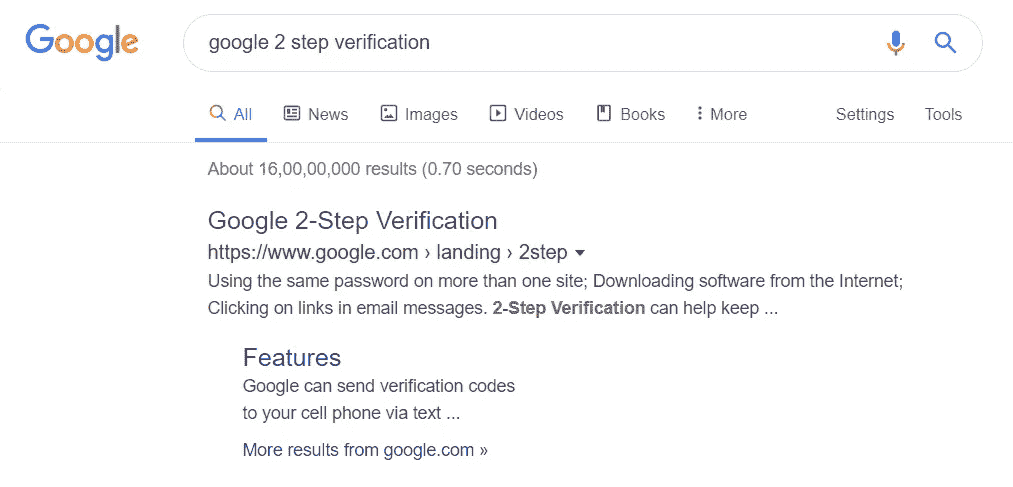 Google
google 2 step verification
All News Images Videos Books More Settings Tools
About 16,00,00,000 results (0.70 seconds)
Google 2-Step Verification
https://www.google.com › landing › 2step
Using the same password on more than one site; Downloading software from the Internet;
Clicking on links in email messages. 2-Step Verification can help keep ...
Features
Google can send verification codes
to your cell phone via text ...
More results from google.com »